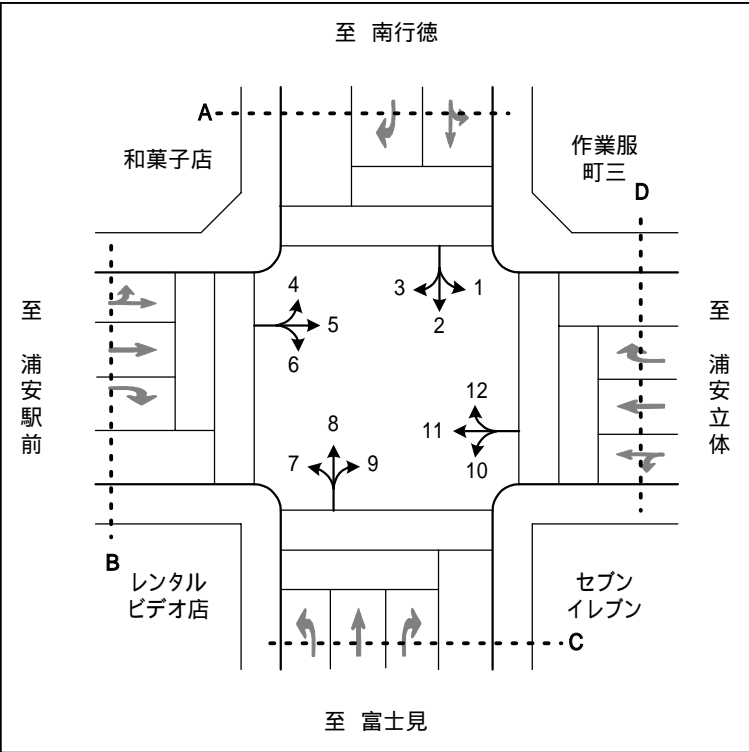 至 南行徳
A
和菓子店
作業服
町三
D
4
5
6
3
1
2
至 浦安駅前
至 浦安立体
12
11
10
8
7
9
B
レンタル
ビデオ店
セブン
イレブン
C
至 富士見